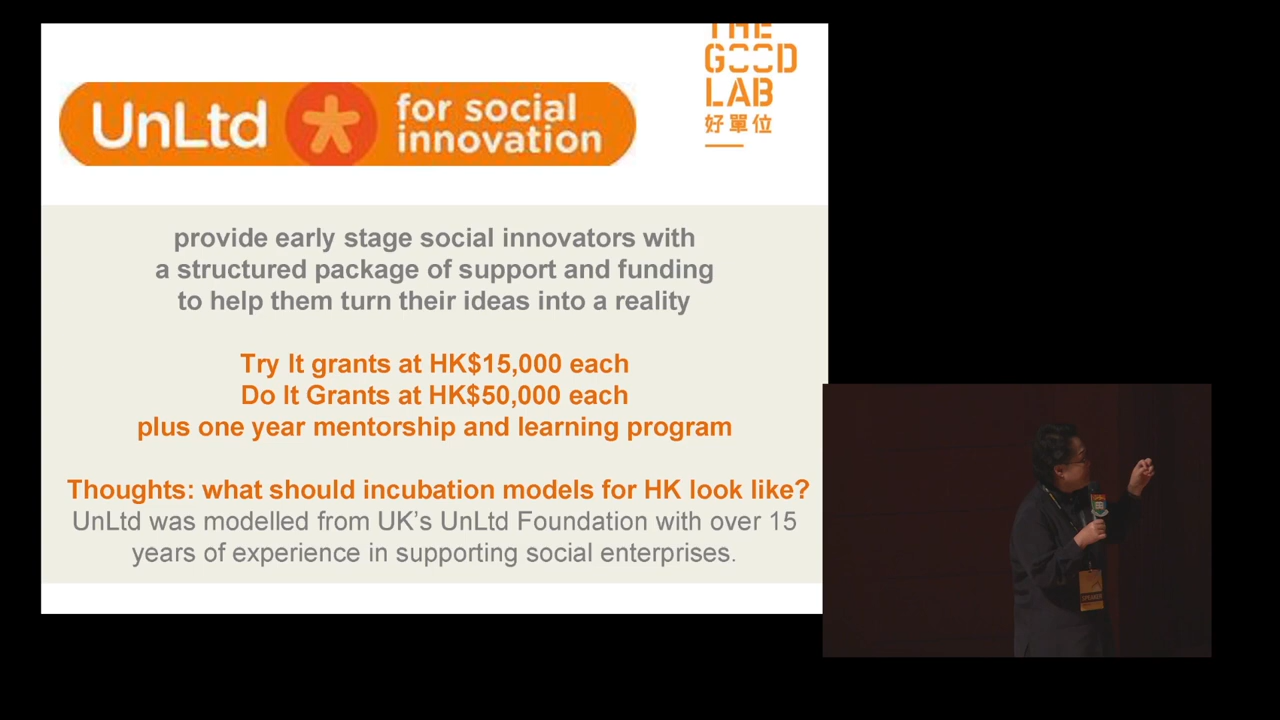 THE
GOOD
LAB
好單位
UnLtd for social
innovation
provide early stage social innovators with
a structured package of support and funding
to help them turn their ideas into a reality
Try It grants at HK$15,000 each
Do It Grants at HK$50,000 each
plus one year mentorship and learning program
Thoughts: what should incubation models for HK look like?
UnLtd was modelled from UK's UnLtd Foundation with over 15
years of experience in supporting social enterprises.
SPEAKER